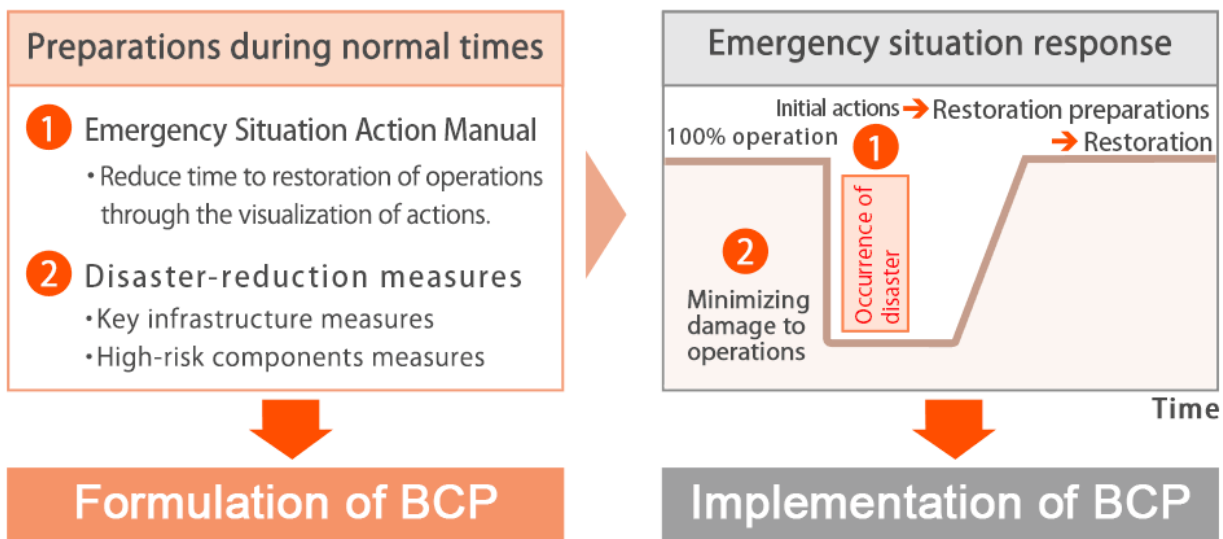 Preparations during normal times
1 Emergency Situation Action Manual
・Reduce time to restoration of operations
through the visualization of actions.
2 Disaster-reduction measures
・Key infrastructure measures
・High-risk components measures
Formulation of BCP
Emergency situation response
Initial actions ➔ Restoration preparations
➔ Restoration
100% operation
1
Occurrence of
disaster
2
Minimizing
damage to
operations
Time
Implementation of BCP